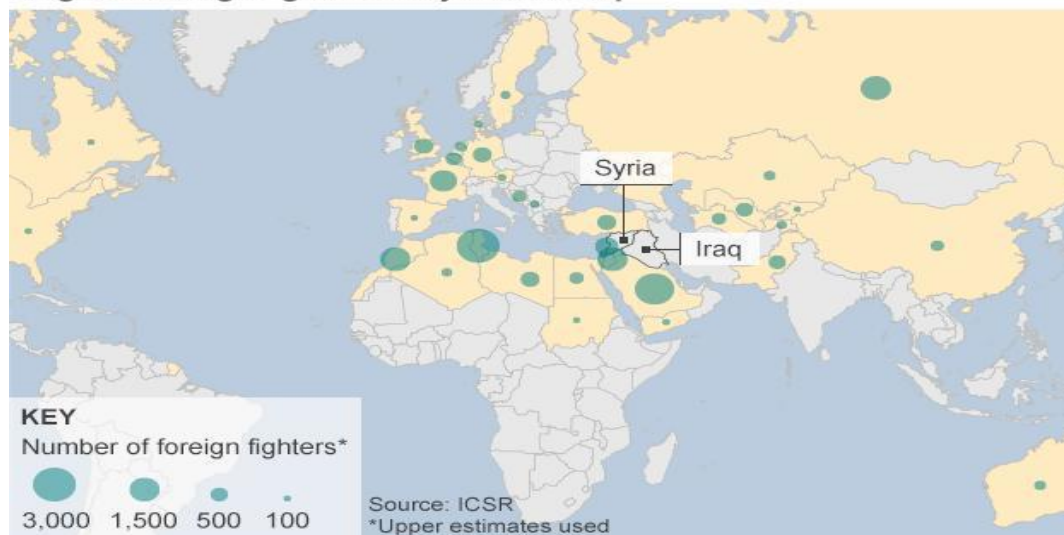 Syria
Iraq
KEY
Number of foreign fighters*
3,000 1,500 500 100
Source: ICSR
*Upper estimates used